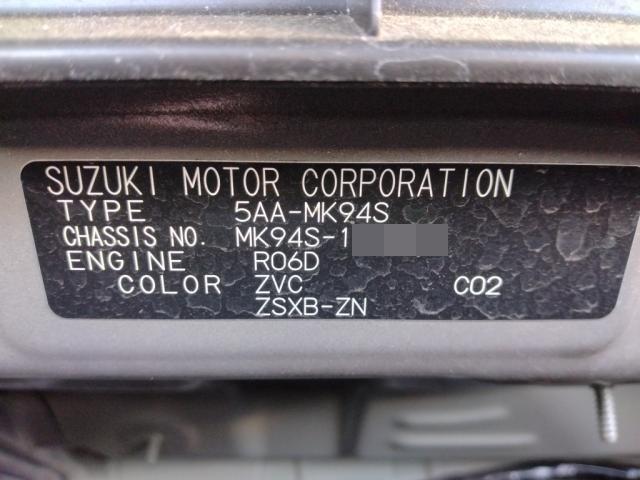 SUZUKI MOTOR CORPORATION
TYPE 5AA-MK94S
CHASSIS NO. MK94S-1
ENGINE R06D
COLOR ZVC C02
ZSXB-ZN